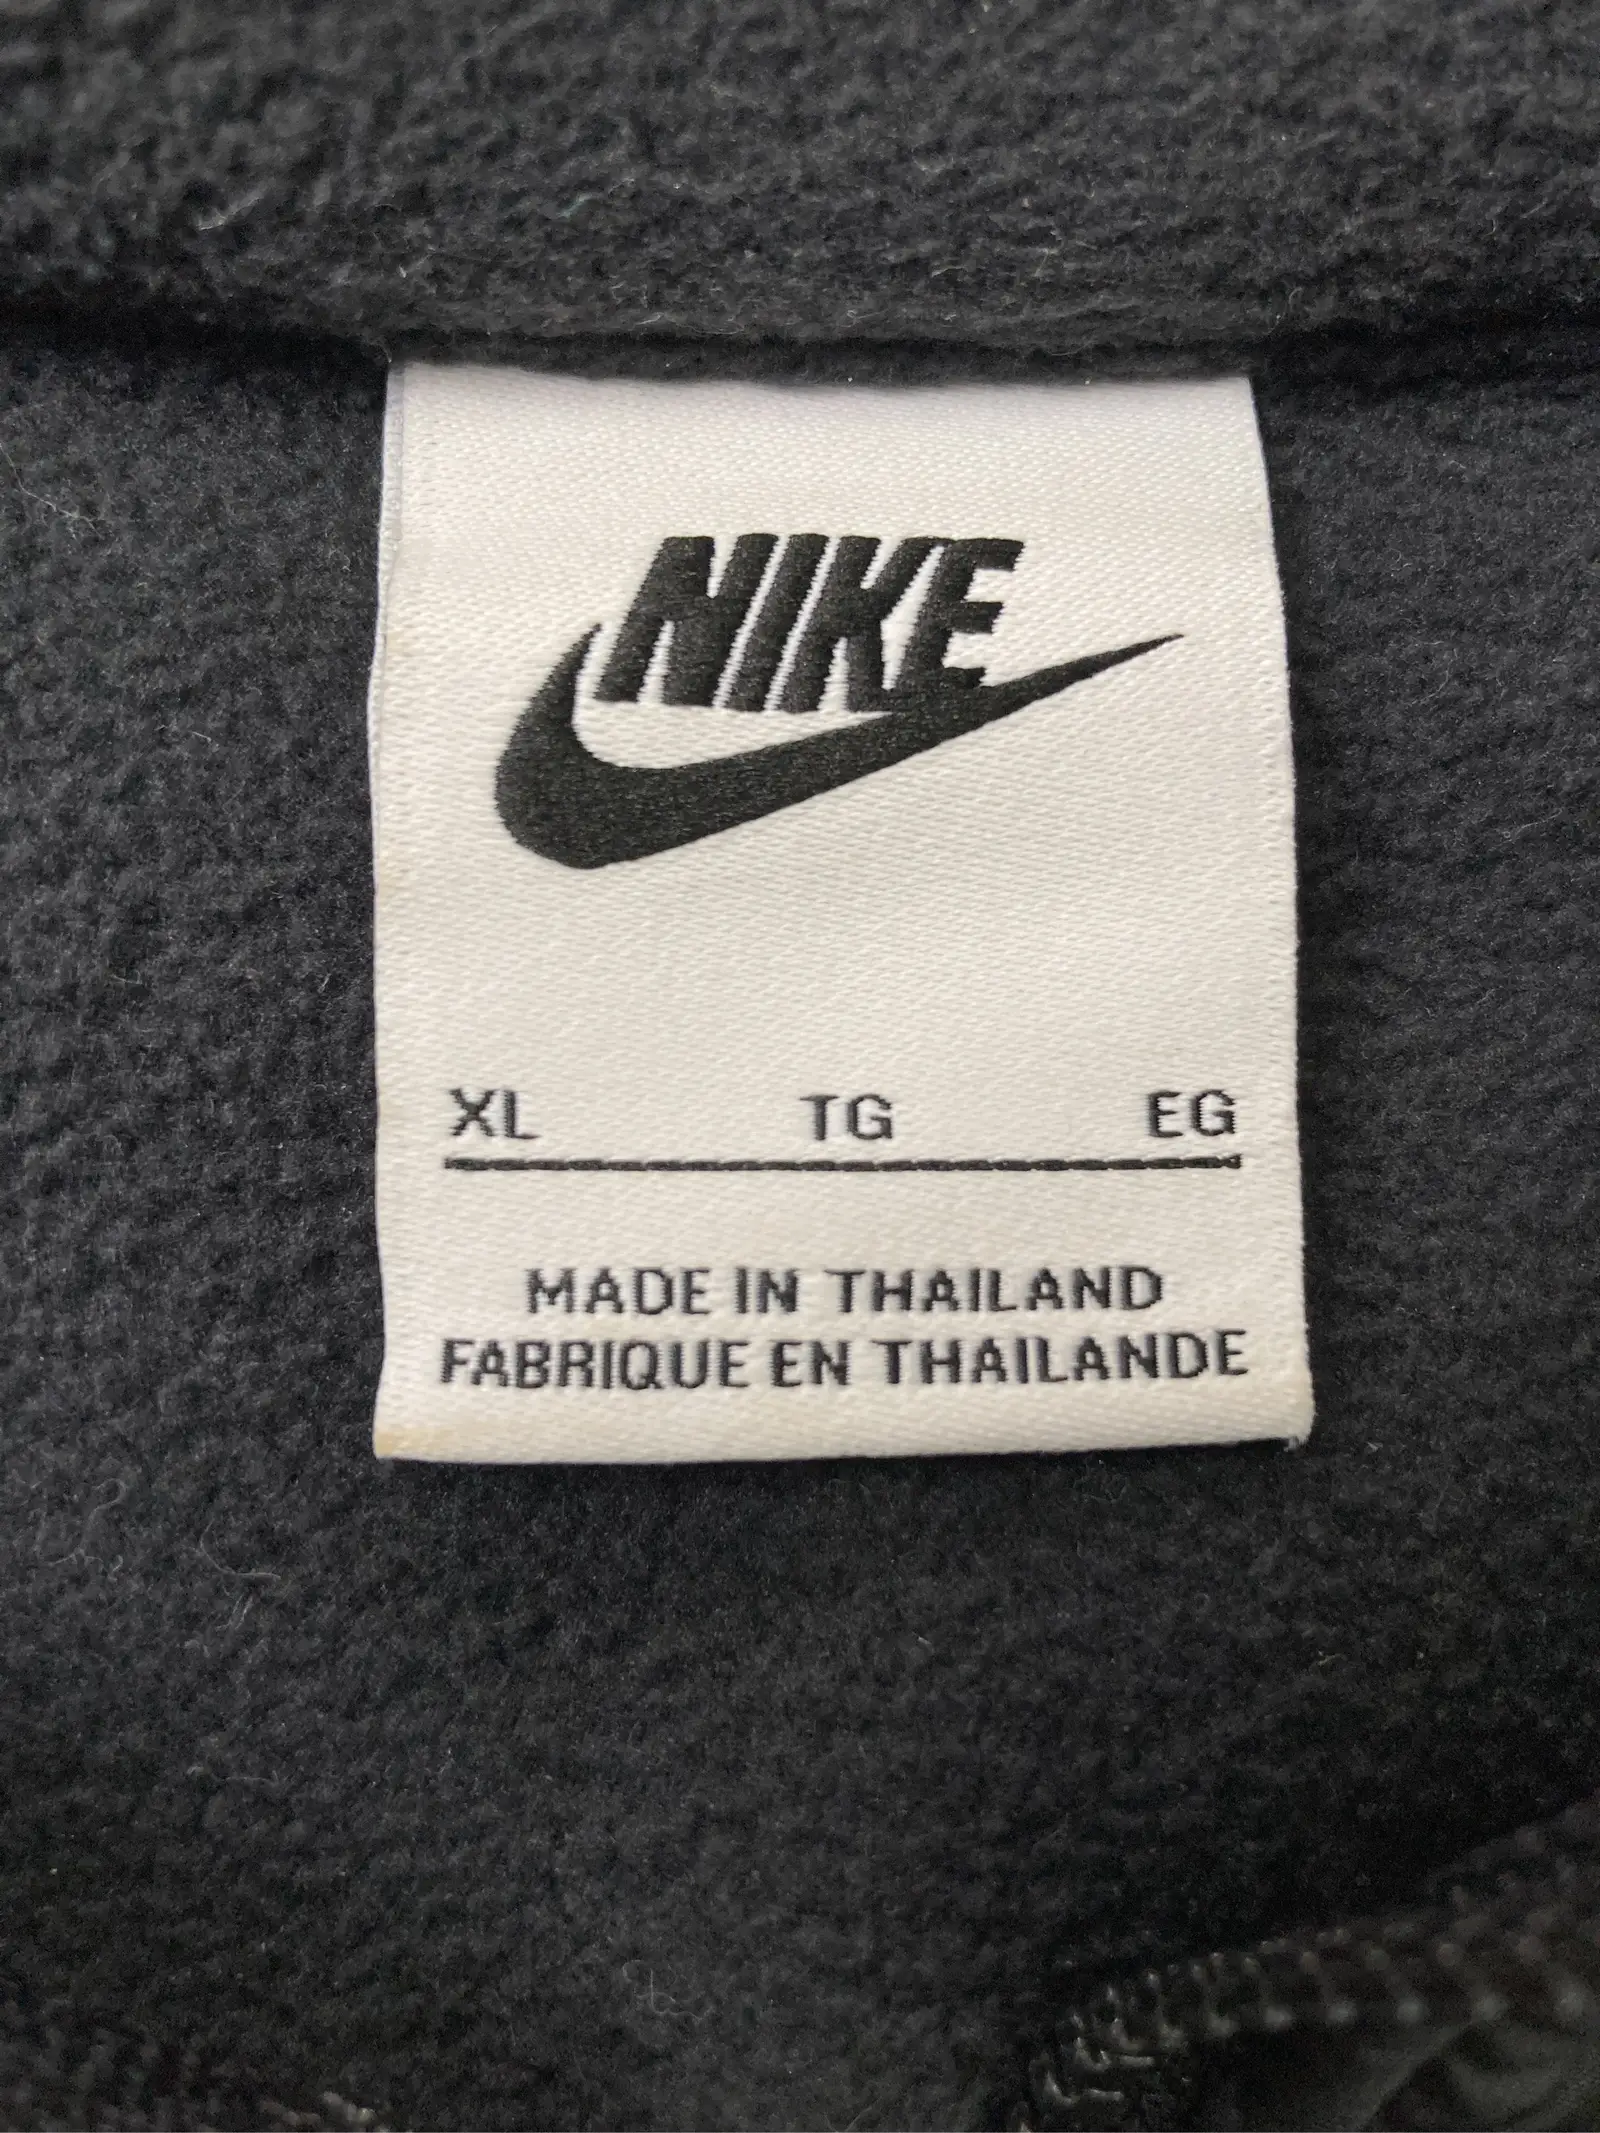 NIKE
XL TG EG
MADE IN THAILAND
FABRIQUE EN THAILANDE